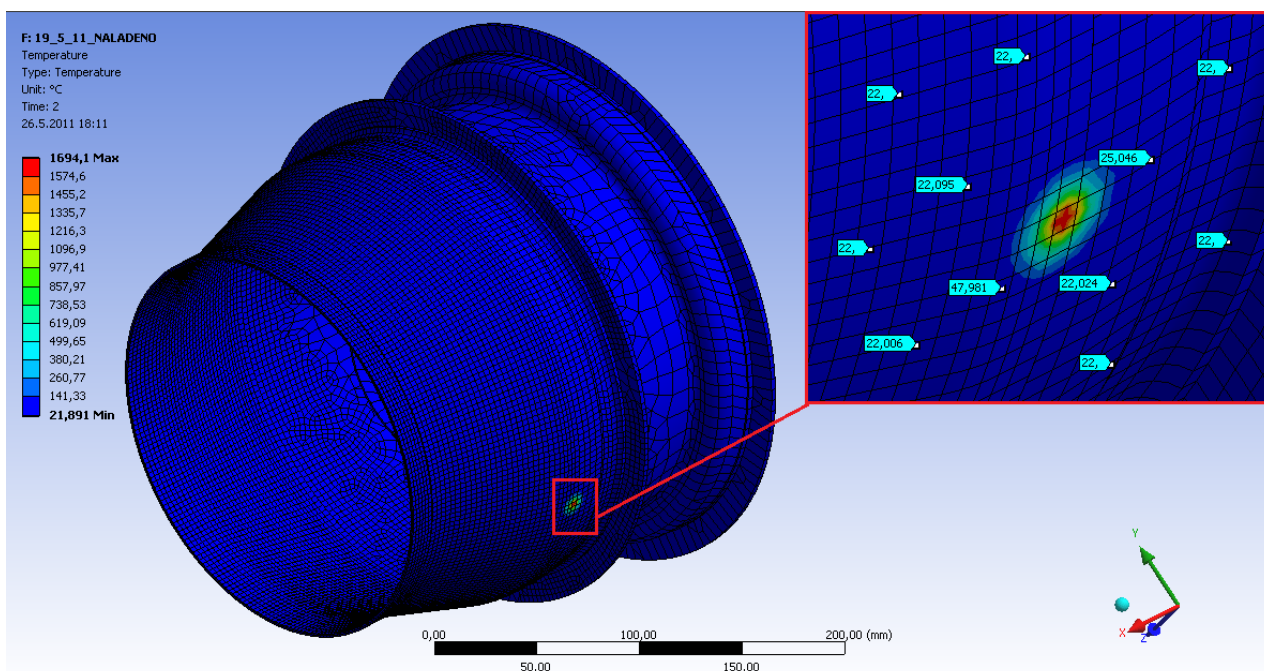 F: 19_5_11_NALADENO
Temperature
Type: Temperature
Unit: °C
Time: 2
26.5.2011 18:11
1694,1 Max
1574,6
1455,2
1335,7
1216,3
1096,9
977,41
857,97
738,53
619,09
499,65
380,21
260,77
141,33
21,891 Min
22,
22,
22,
25,046
22,095
22,
22,
47,981
22,024
22,006
22,
Y
X
Z
0,00 100,00 200,00 (mm)
50,00 150,00